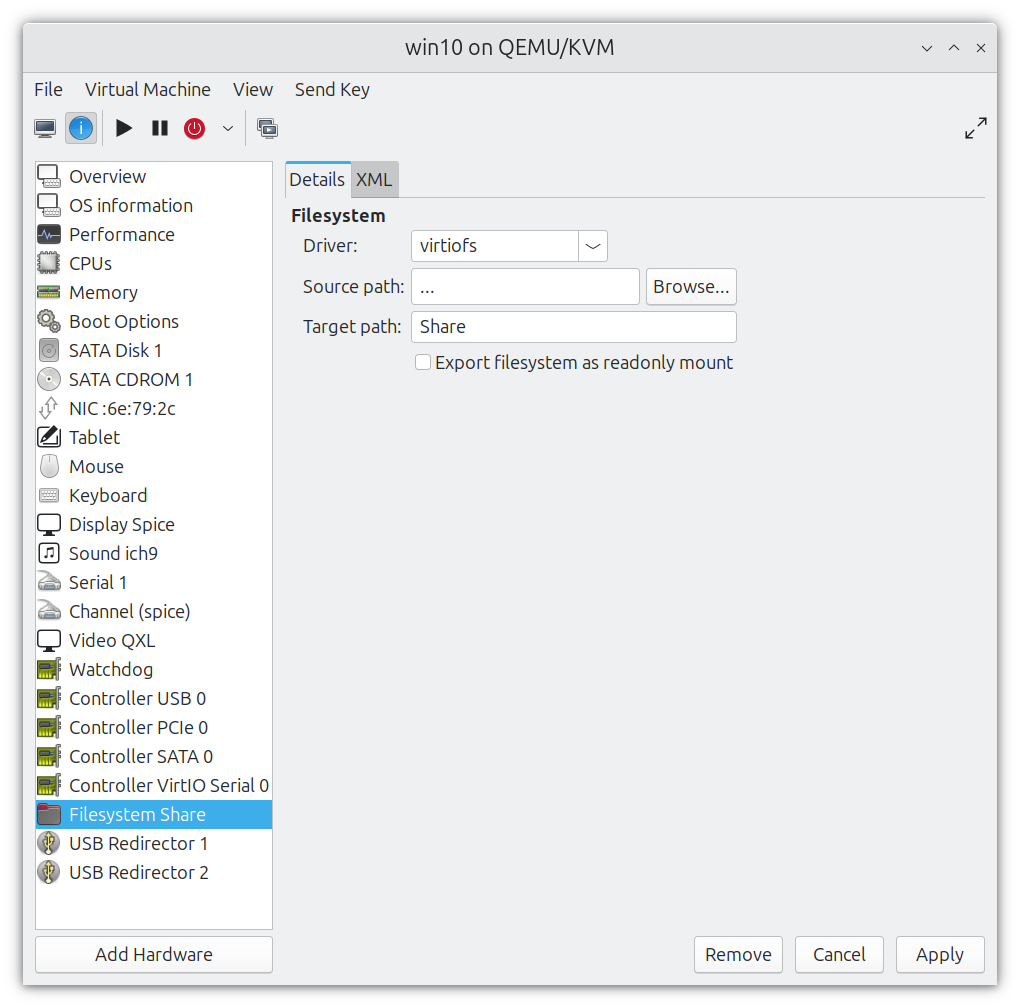 win10 on QEMU/KVM
File Virtual Machine View Send Key
Overview
OS information
Performance
CPUs
Memory
Boot Options
SATA Disk 1
SATA CDROM 1
NIC :6e:79:2c
Tablet
Mouse
Keyboard
Display Spice
Sound ich9
Serial 1
Channel (spice)
Video QXL
Watchdog
Controller USB 0
Controller PCIe 0
Controller SATA 0
Controller VirtIO Serial 0
Filesystem Share
USB Redirector 1
USB Redirector 2
Add Hardware
Details XML
Filesystem
Driver: virtiofs
Source path: ... Browse...
Target path: Share
Export filesystem as readonly mount
Remove Cancel Apply